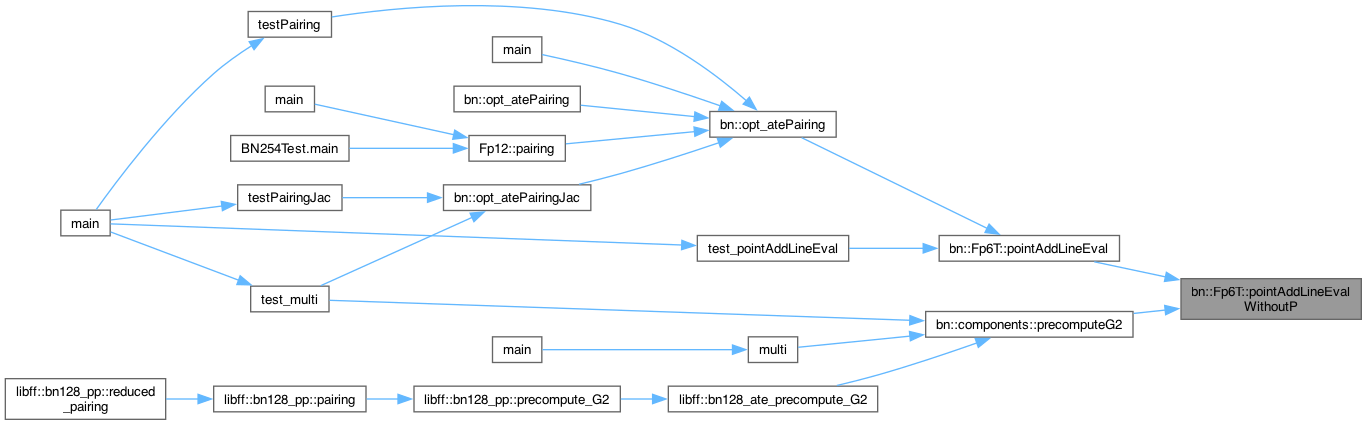 testPairing
main
main
bn::opt_atePairing
bn::opt_atePairing
Fp12::pairing
BN254Test.main
testPairingJac
bn::opt_atePairingJac
main
test_pointAddLineEval
bn::Fp6T::pointAddLineEval
bn::Fp6T::pointAddLineEval
WithoutP
test_multi
bn::components::precomputeG2
main
multi
libff::bn128_pp::reduced
_pairing
libff::bn128_pp::pairing
libff::bn128_pp::precompute_G2
libff::bn128_ate_precompute_G2